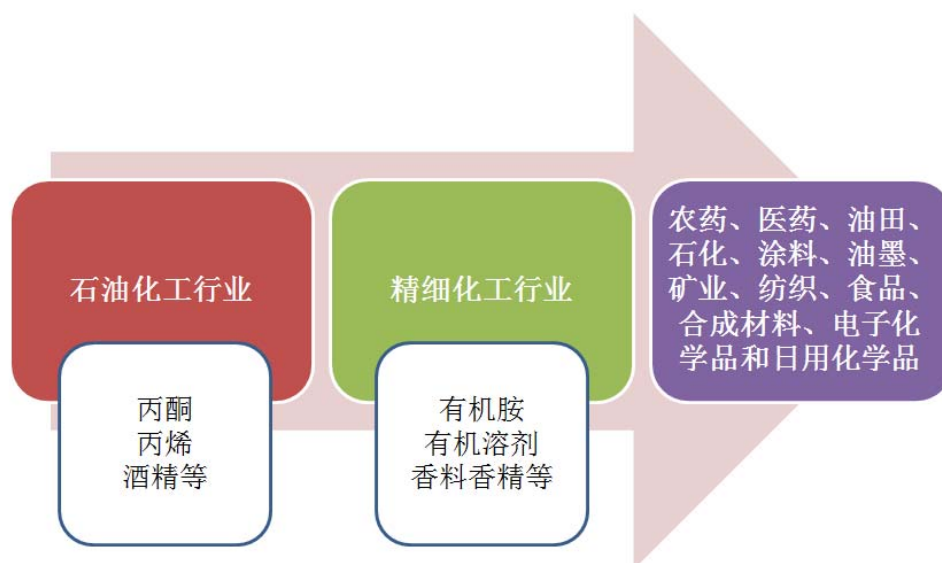 石油化工行业
丙酮
丙烯
酒精等
精细化工行业
有机胺
有机溶剂
香料香精等
农药、医药、油田、
石化、涂料、油墨、
矿业、纺织、食品、
合成材料、电子化
学品和日用化学品